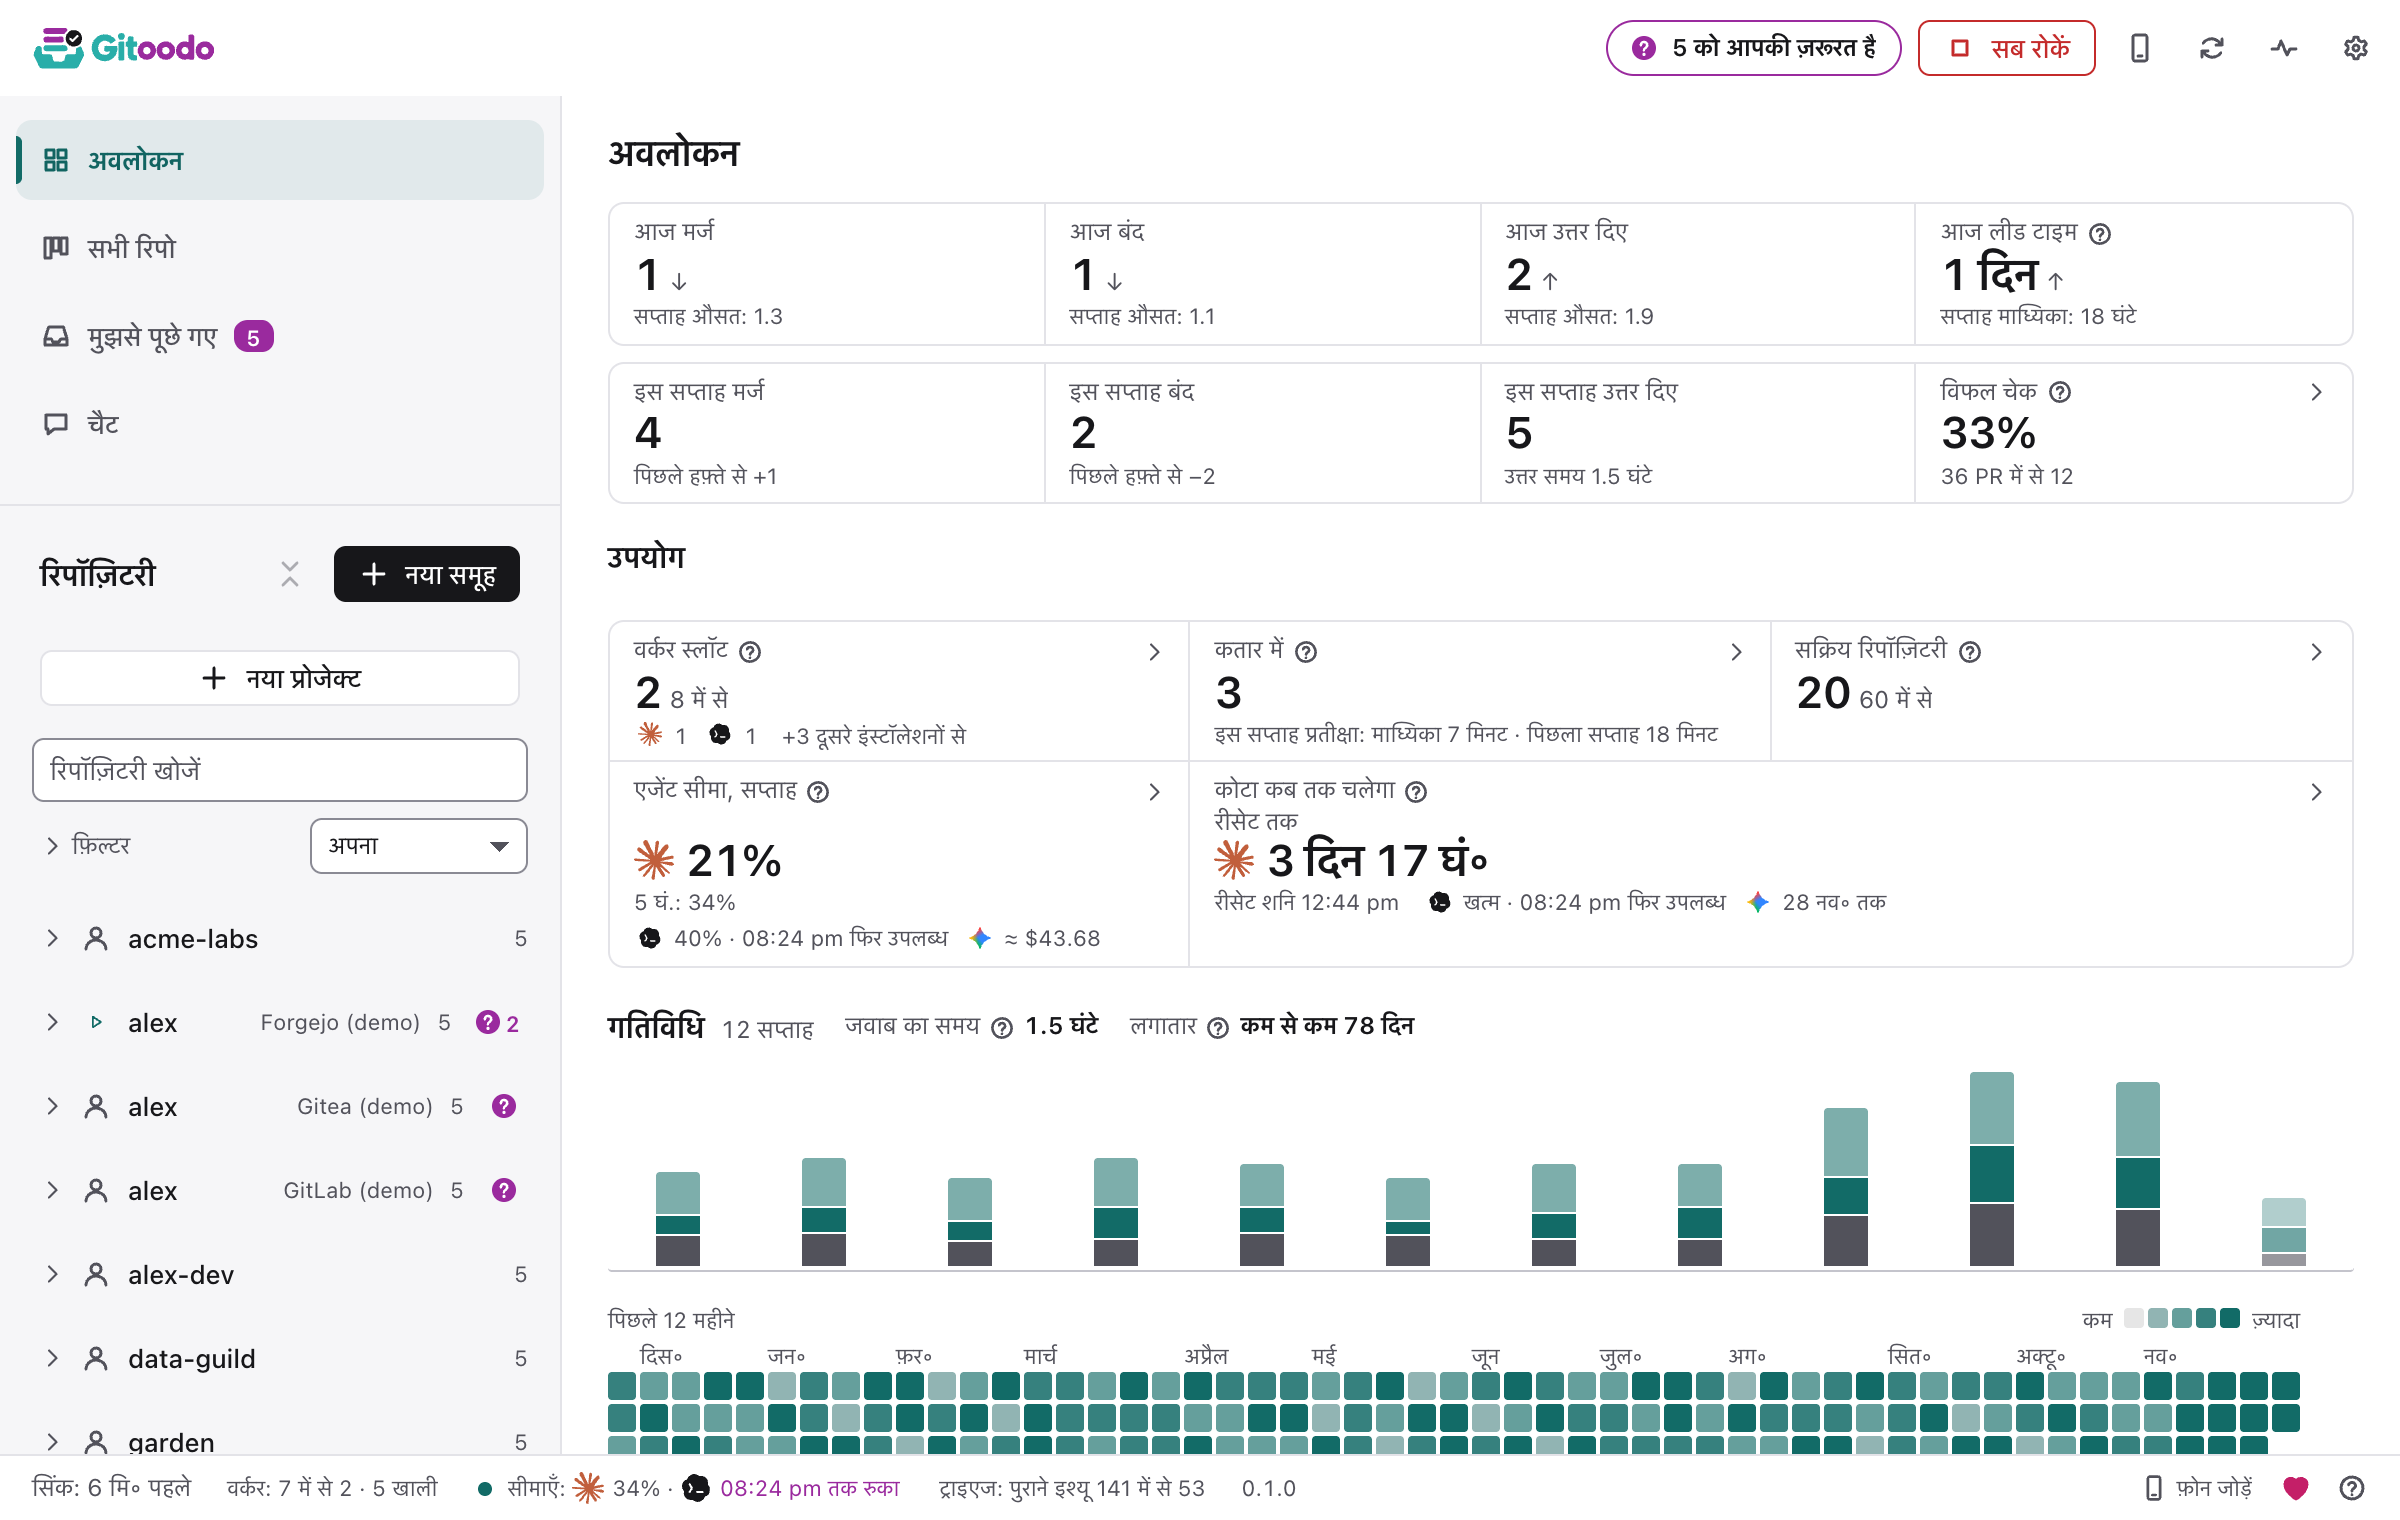 Gitoodo
5 को आपकी ज़रूरत है
सब रोकें
अवलोकन
सभी रिपो
मुझसे पूछे गए 5
चैट
रिपॉज़िटरी
नया समूह
नया प्रोजेक्ट
रिपॉज़िटरी खोजें
फ़िल्टर
अपना
acme-labs 5
alex Forgejo (demo) 5 ? 2
alex Gitea (demo) 5 ?
alex GitLab (demo) 5 ?
alex-dev 5
data-guild 5
garden 5
अवलोकन
आज मर्ज
1 ↓
सप्ताह औसत: 1.3
आज बंद
1 ↓
सप्ताह औसत: 1.1
आज उत्तर दिए
2 ↑
सप्ताह औसत: 1.9
आज लीड टाइम ?
1 दिन ↑
सप्ताह माध्यिका: 18 घंटे
इस सप्ताह मर्ज
4
पिछले हफ़्ते से +1
इस सप्ताह बंद
2
पिछले हफ़्ते से −2
इस सप्ताह उत्तर दिए
5
उत्तर समय 1.5 घंटे
विफल चेक ?
33%
36 PR में से 12
उपयोग
वर्कर स्लॉट ?
2 8 में से
1 1 +3 दूसरे इंस्टॉलेशनों से
कतार में ?
3
इस सप्ताह प्रतीक्षा: माध्यिका 7 मिनट · पिछला सप्ताह 18 मिनट
सक्रिय रिपॉज़िटरी ?
20 60 में से
एजेंट सीमा, सप्ताह ?
21%
5 घं.: 34%
40% · 08:24 pm फिर उपलब्ध ≈ $43.68
कोटा कब तक चलेगा ?
रीसेट तक
3 दिन 17 घं॰
रीसेट शनि 12:44 pm खत्म · 08:24 pm फिर उपलब्ध 28 नव॰ तक
गतिविधि 12 सप्ताह जवाब का समय ? 1.5 घंटे लगातार ? कम से कम 78 दिन
पिछले 12 महीने
कम ज़्यादा
दिस॰ जन॰ फ़र॰ मार्च अप्रैल मई जून जुल॰ अग॰ सित॰ अक्टू॰ नव॰
सिंक: 6 मि॰ पहले वर्कर: 7 में से 2 · 5 खाली सीमाएँ: 34% · 08:24 pm तक रुका ट्राइएज: पुराने इश्यू 141 में से 53 0.1.0
फ़ोन जोड़ें ?